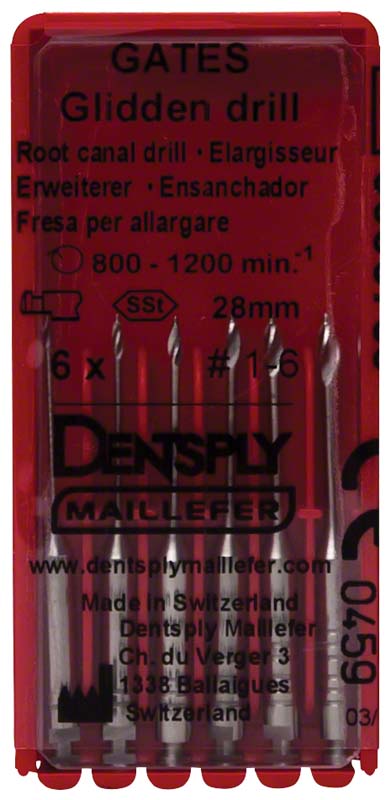 GATES
Glidden drill
Root canal drill · Elargisseur
Erweiterer · Ensanchador
Fresa per allargare
800 - 1200 min.-1
SSt 28mm
6 x # 1-6
DENTSPLY
MAILLEFER
www.dentsplymaillefer.com
Made in Switzerland
Dentsply Maillefer
Ch. du Verger 3
1338 Ballaigues
Switzerland
CE 0459
03/